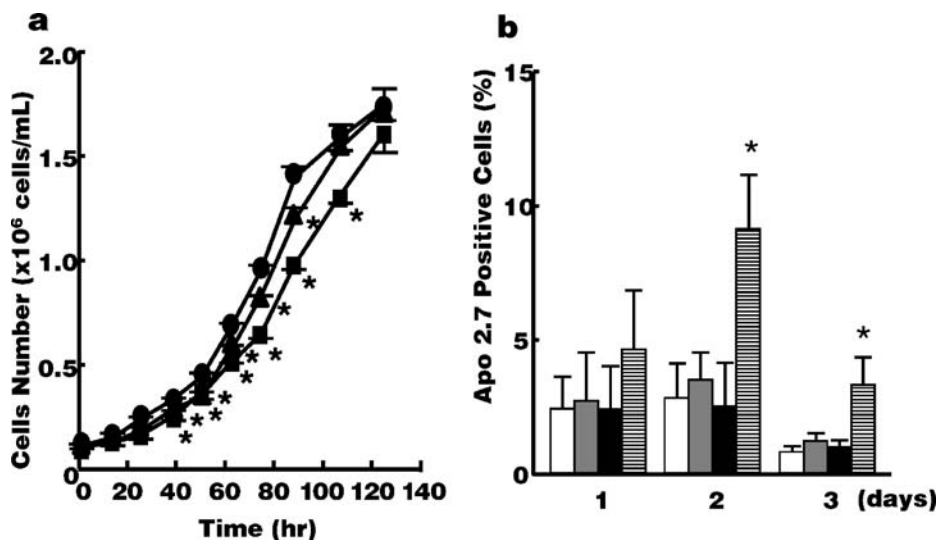 a
Cells Number (x10⁶ cells/mL)
2.0
1.5
1.0
0.5
0
* * * * * * * * * * *
0 20 40 60 80 100 120 140
Time (hr)
b
Apo 2.7 Positive Cells (%)
15
10
5
0
*
*
1 2 3 (days)